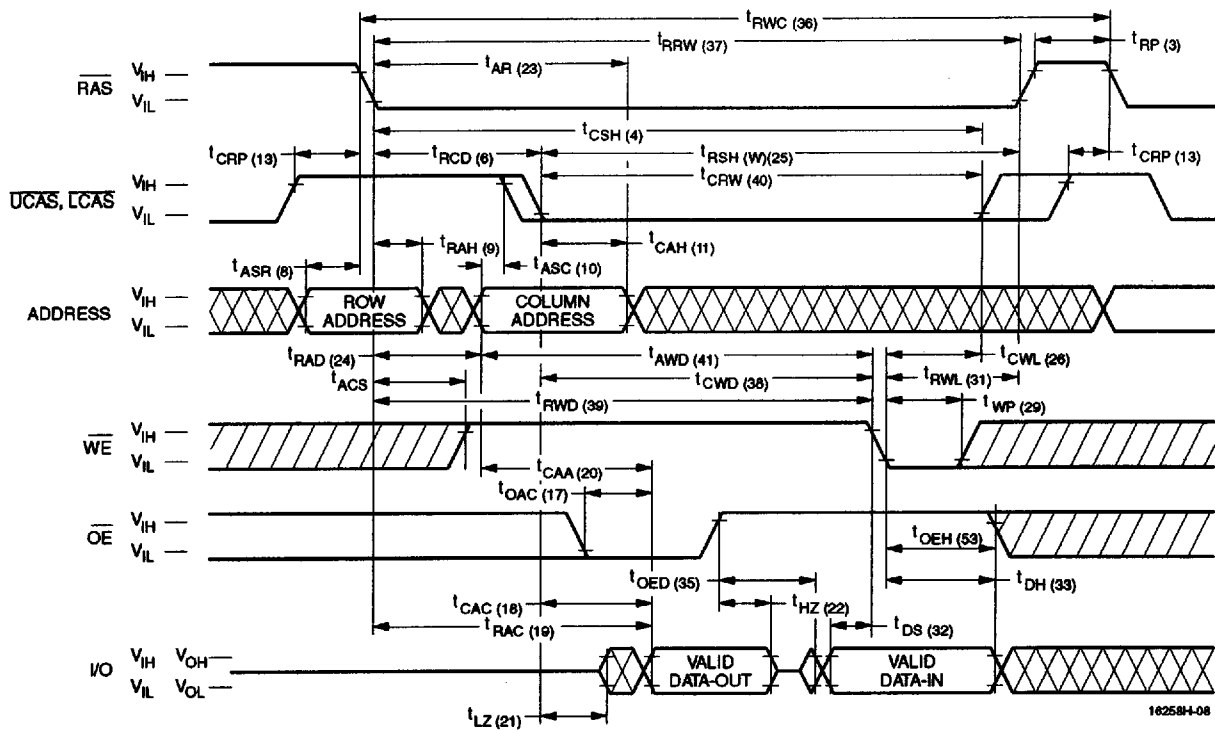 tRWC (36)
tRRW (37)
tRP (3)
tAR (23)
RAS VIH
VIL
tCSH (4)
tCRP (13) tRCD (6) tRSH (W)(25) tCRP (13)
tCRW (40)
UCAS, LCAS VIH
VIL
tRAH (9) tCAH (11)
tASR (8) tASC (10)
ADDRESS VIH
VIL
ROW ADDRESS
COLUMN ADDRESS
tRAD (24) tAWD (41) tCWL (26)
tACS tCWD (38) tRWL (31)
tRWD (39) tWP (29)
WE VIH
VIL
tCAA (20)
tOAC (17)
OE VIH
VIL
tOEH (53)
tOED (35) tDH (33)
tCAC (18) tHZ (22)
tRAC (19) tDS (32)
I/O VIH VOH
VIL VOL
VALID DATA-OUT
VALID DATA-IN
tLZ (21)
16258H-08